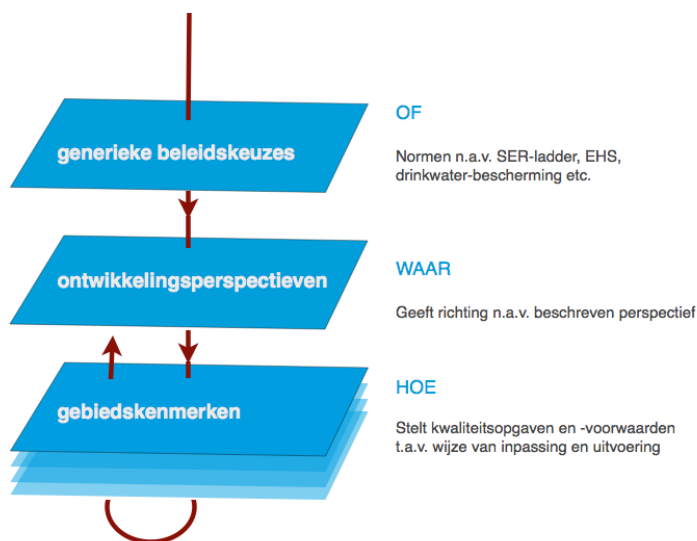 generieke beleidskeuzes
OF
Normen n.a.v. SER-ladder, EHS,
drinkwater-bescherming etc.
ontwikkelingsperspectieven
WAAR
Geeft richting n.a.v. beschreven perspectief
gebiedskenmerken
HOE
Stelt kwaliteitsopgaven en -voorwaarden
t.a.v. wijze van inpassing en uitvoering